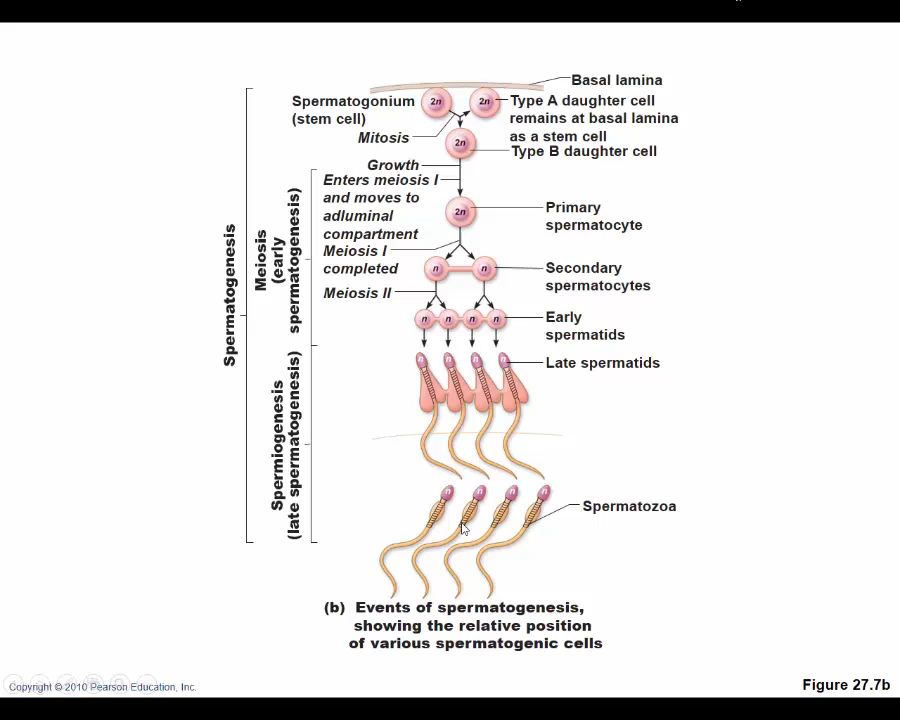 Basal lamina
Spermatogonium
(stem cell)
2n
2n
Type A daughter cell
remains at basal lamina
as a stem cell
Mitosis
2n
Type B daughter cell
Growth
Enters meiosis I
and moves to
adluminal
compartment
2n
Primary
spermatocyte
Meiosis I
completed
n
n
Secondary
spermatocytes
Meiosis II
n
n
n
n
Early
spermatids
n
n
n
n
Late spermatids
n
n
n
n
Spermatozoa
Spermatogenesis
Meiosis
(early
spermatogenesis)
Spermiogenesis
(late spermatogenesis)
(b) Events of spermatogenesis,
showing the relative position
of various spermatogenic cells
Copyright © 2010 Pearson Education, Inc.
Figure 27.7b